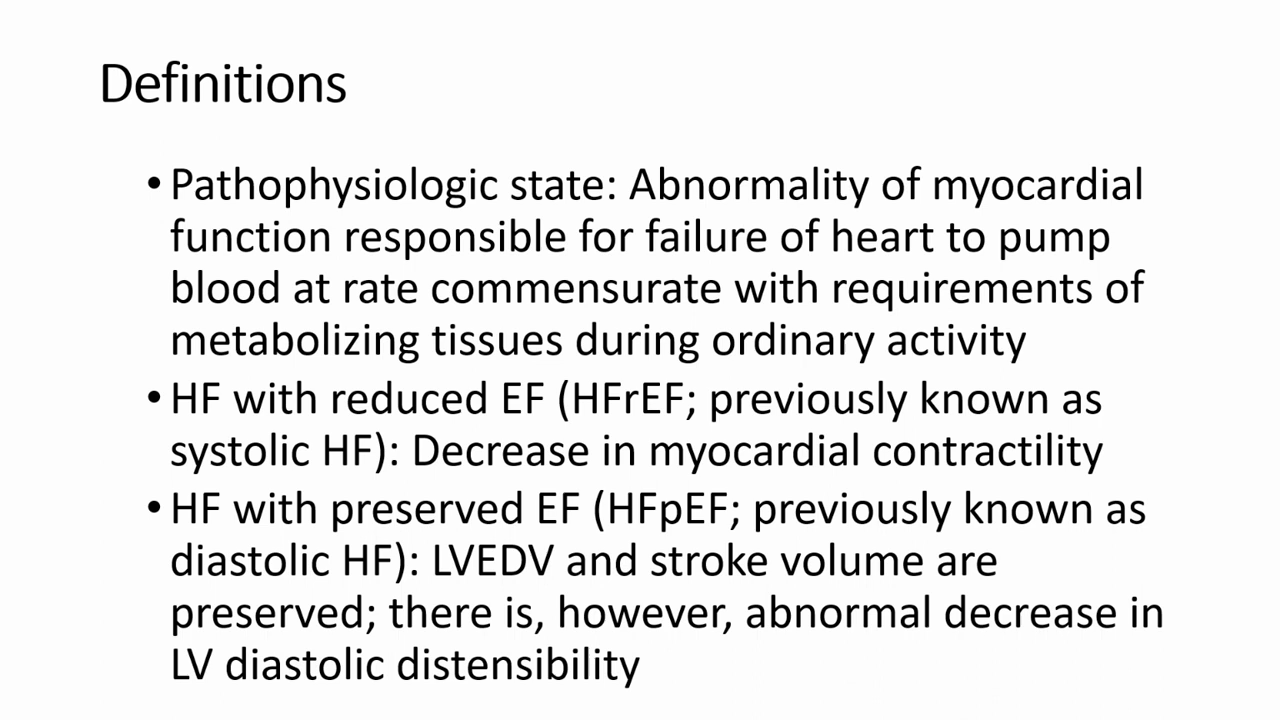 Definitions
• Pathophysiologic state: Abnormality of myocardial
function responsible for failure of heart to pump
blood at rate commensurate with requirements of
metabolizing tissues during ordinary activity
• HF with reduced EF (HFrEF; previously known as
systolic HF): Decrease in myocardial contractility
• HF with preserved EF (HFpEF; previously known as
diastolic HF): LVEDV and stroke volume are
preserved; there is, however, abnormal decrease in
LV diastolic distensibility